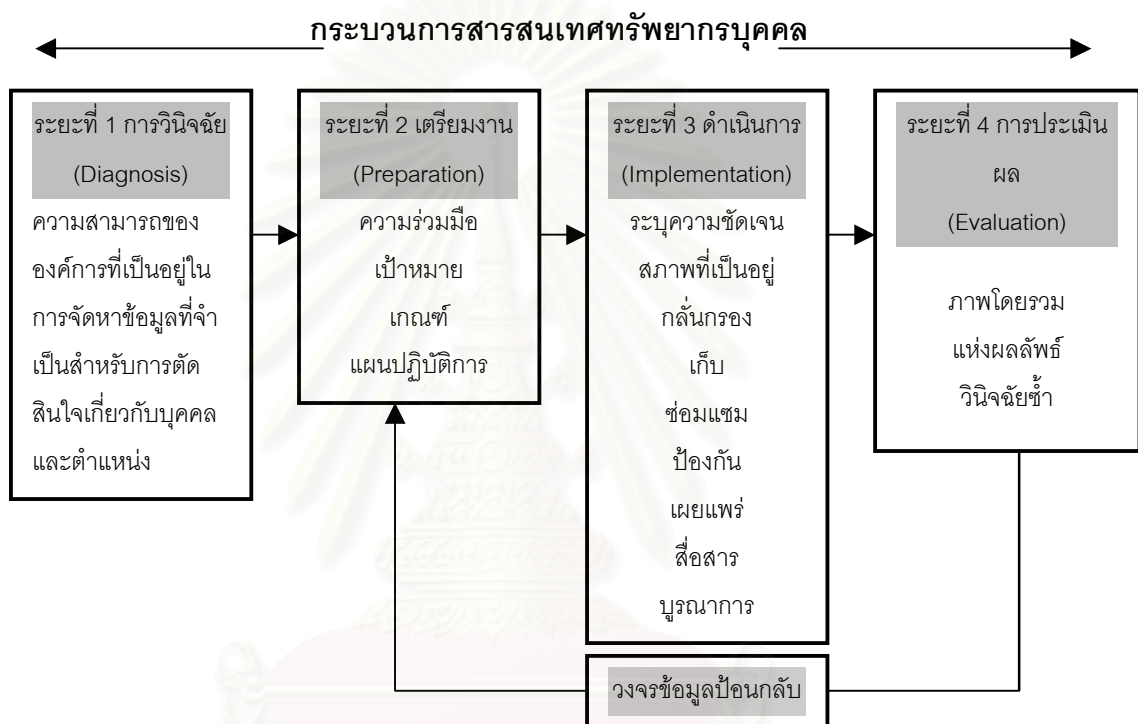 กระบวนการสารสนเทศทรัพยากรบุคคล
ระยะที่ 1 การวินิจฉัย
(Diagnosis)
ความสามารถของ
องค์การที่เป็นอยู่ใน
การจัดหาข้อมูลที่จำ
เป็นสำหรับการตัด
สินใจเกี่ยวกับบุคคล
และตำแหน่ง
ระยะที่ 2 เตรียมงาน
(Preparation)
ความร่วมมือ
เป้าหมาย
เกณฑ์
แผนปฏิบัติการ
ระยะที่ 3 ดำเนินการ
(Implementation)
ระบุความชัดเจน
สภาพที่เป็นอยู่
กลั่นกรอง
เก็บ
ซ่อมแซม
ป้องกัน
เผยแพร่
สื่อสาร
บูรณาการ
ระยะที่ 4 การประเมิน
ผล
(Evaluation)
ภาพโดยรวม
แห่งผลลัพธ์
วินิจฉัยซ้ำ
วงจรข้อมูลป้อนกลับ